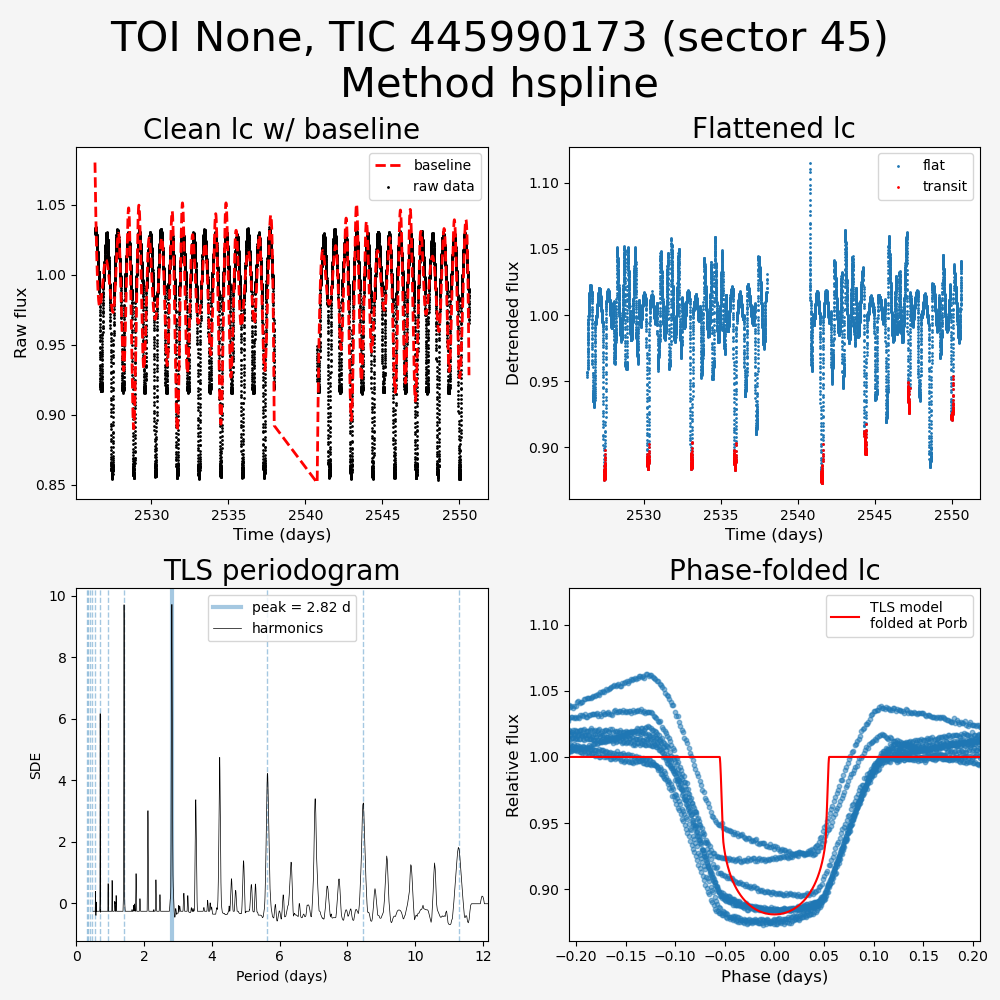 TOI None, TIC 445990173 (sector 45)
Method hspline
Clean lc w/ baseline
baseline
raw data
1.05
1.00
0.95
0.90
0.85
Raw flux
2530
2535
2540
2545
2550
Time (days)
Flattened lc
flat
transit
1.10
1.05
1.00
0.95
0.90
Detrended flux
2530
2535
2540
2545
2550
Time (days)
TLS periodogram
peak = 2.82 d
harmonics
10
8
6
4
2
0
SDE
0
2
4
6
8
10
12
Period (days)
Phase-folded lc
TLS model
folded at Porb
1.10
1.05
1.00
0.95
0.90
Relative flux
−0.20
−0.15
−0.10
−0.05
0.00
0.05
0.10
0.15
0.20
Phase (days)